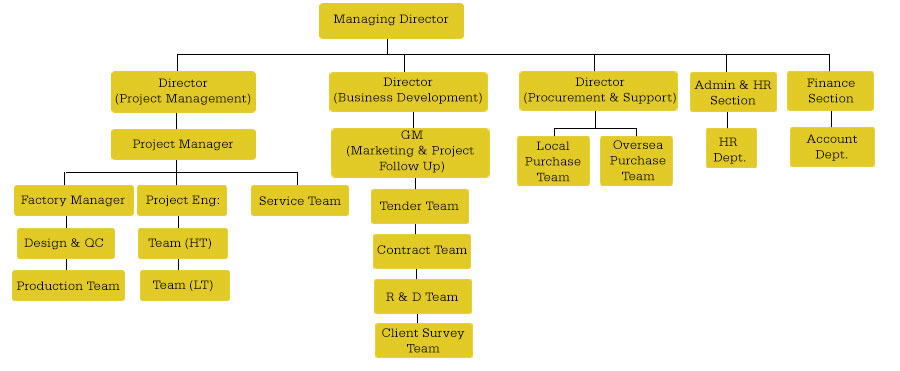 Managing Director
Director
(Project Management)
Director
(Business Development)
Director
(Procurement & Support)
Admin & HR
Section
Finance
Section
Project Manager
GM
(Marketing & Project
Follow Up)
Local
Purchase
Team
Oversea
Purchase
Team
HR
Dept.
Account
Dept.
Factory Manager
Project Eng:
Service Team
Tender Team
Design & QC
Team (HT)
Contract Team
Production Team
Team (LT)
R & D Team
Client Survey
Team